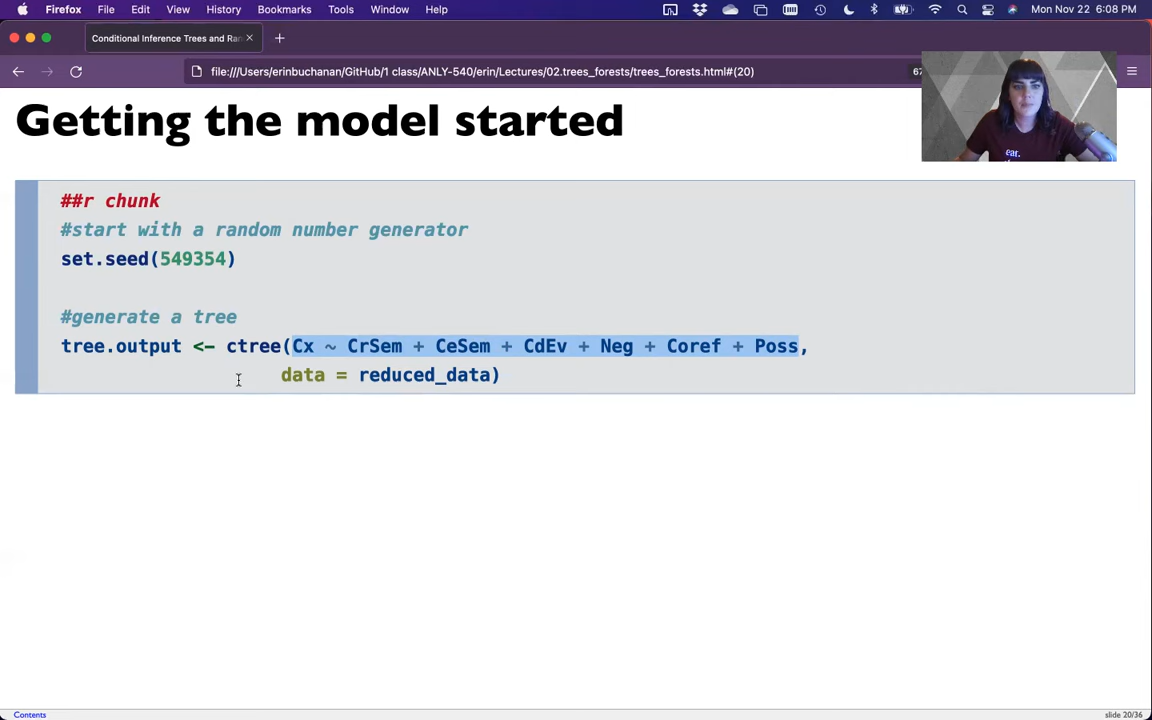 Firefox File Edit View History Bookmarks Tools Window Help Mon Nov 22 6:08 PM
Conditional Inference Trees and Ran
file:///Users/erinbuchanan/GitHub/1 class/ANLY-540/erin/Lectures/02.trees_forests/trees_forests.html#(20) 67
Getting the model started
ear.
##r chunk
#start with a random number generator
set.seed(549354)
#generate a tree
tree.output <- ctree(Cx ~ CrSem + CeSem + CdEv + Neg + Coref + Poss,
data = reduced_data)
Contents
slide 20/36